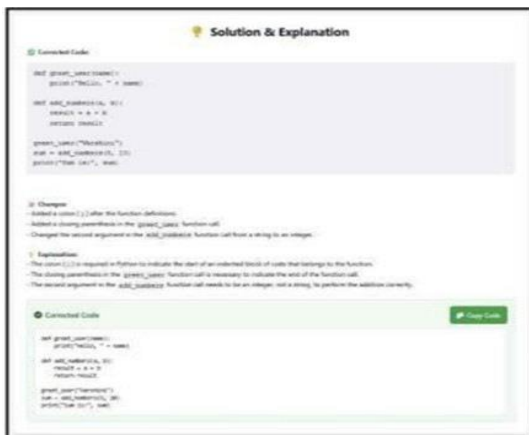 Solution & Explanation
Corrected Code:
def greet_user(name):
print("Hello, " + name)
def add_numbers(a, b):
result = a + b
return result
sum = add_numbers(5,
print("Sum is:", sum)
Changes:
- Added a colon (:) after the function definitions.
- Added a closing parenthesis in the greet_user function call.
- Changed the second argument in the add_numbers function call from a string to an integer.
Explanation:
- The colon (:) is required in Python to indicate the start of an indented block of code that belongs to the function.
- The closing parenthesis in the greet_user function call is necessary to indicate the end of the function call.
- The second argument in the add_numbers function call needs to be an integer, not a string, to perform the addition correctly.
Corrected Code
Copy Code
def greet_user(name):
print("Hello, " + name)
def add_numbers(a, b):
result = a + b
return result
sum = add_numbers(5,
print("Sum is:", sum)